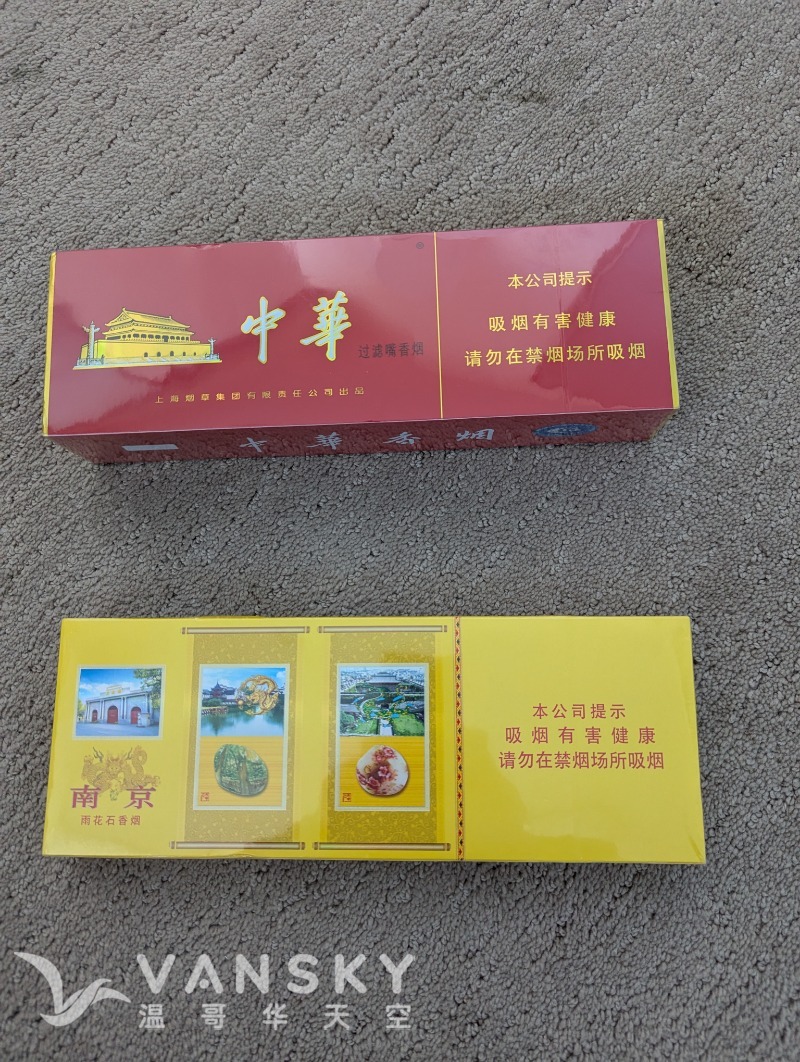 ®
中華
过滤嘴香烟
上海烟草集团有限责任公司出品
本公司提示
吸烟有害健康
请勿在禁烟场所吸烟
中華香烟
南京
雨花石香烟
本公司提示
吸烟有害健康
请勿在禁烟场所吸烟
VANSKY
温哥华天空